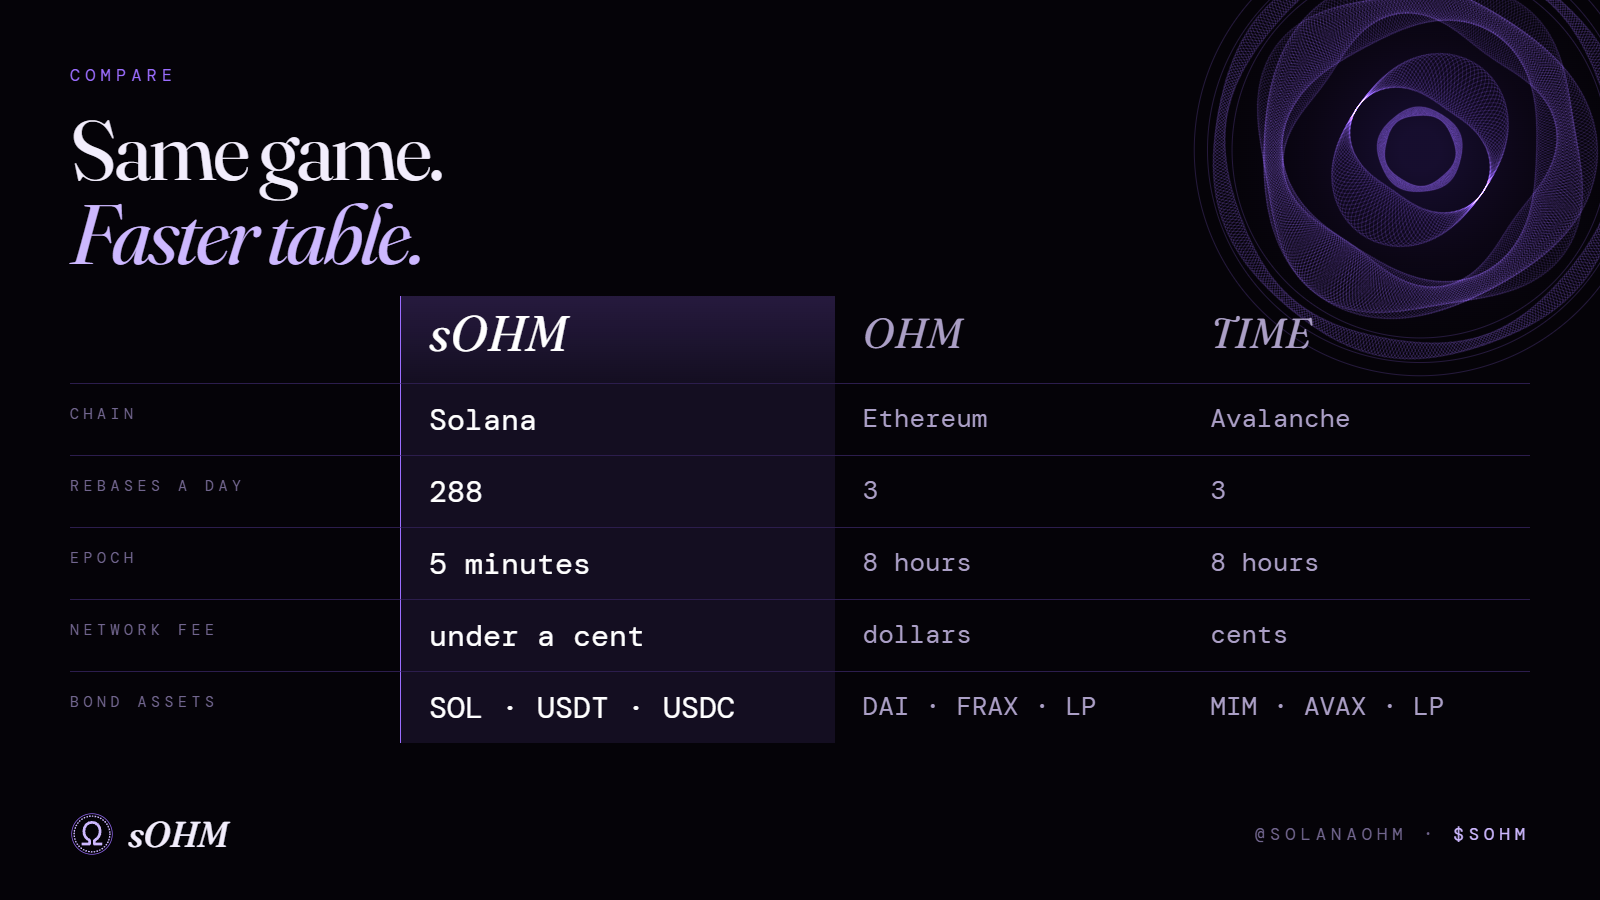 COMPARE
Same game.
Faster table.
sOHM OHM TIME
CHAIN Solana Ethereum Avalanche
REBASES A DAY 288 3 3
EPOCH 5 minutes 8 hours 8 hours
NETWORK FEE under a cent dollars cents
BOND ASSETS SOL · USDT · USDC DAI · FRAX · LP MIM · AVAX · LP
Ω sOHM @SOLANAOHM · $SOHM